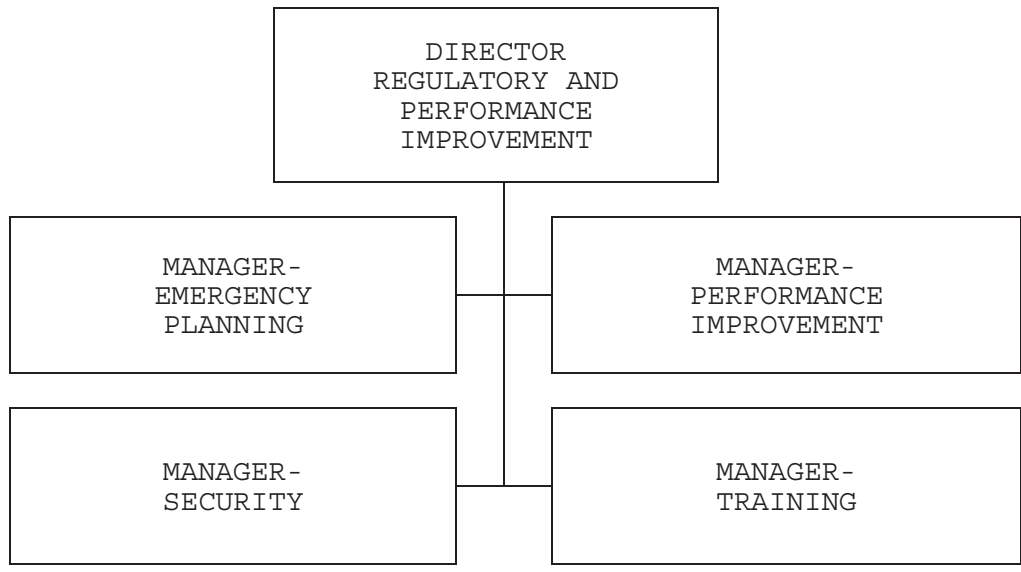 DIRECTOR
REGULATORY AND
PERFORMANCE
IMPROVEMENT
MANAGER-
EMERGENCY
PLANNING
MANAGER-
PERFORMANCE
IMPROVEMENT
MANAGER-
SECURITY
MANAGER-
TRAINING